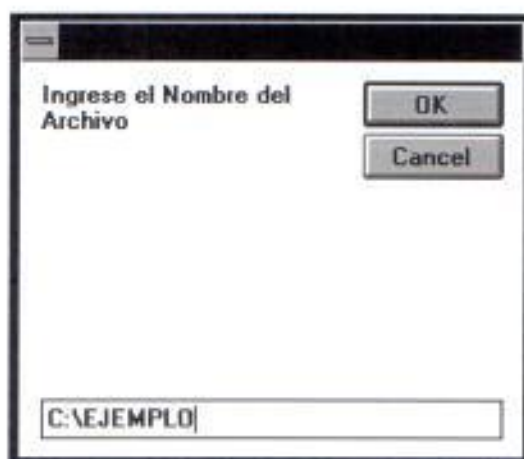 Ingrese el Nombre del
Archivo
OK
Cancel
C:\EJEMPLO